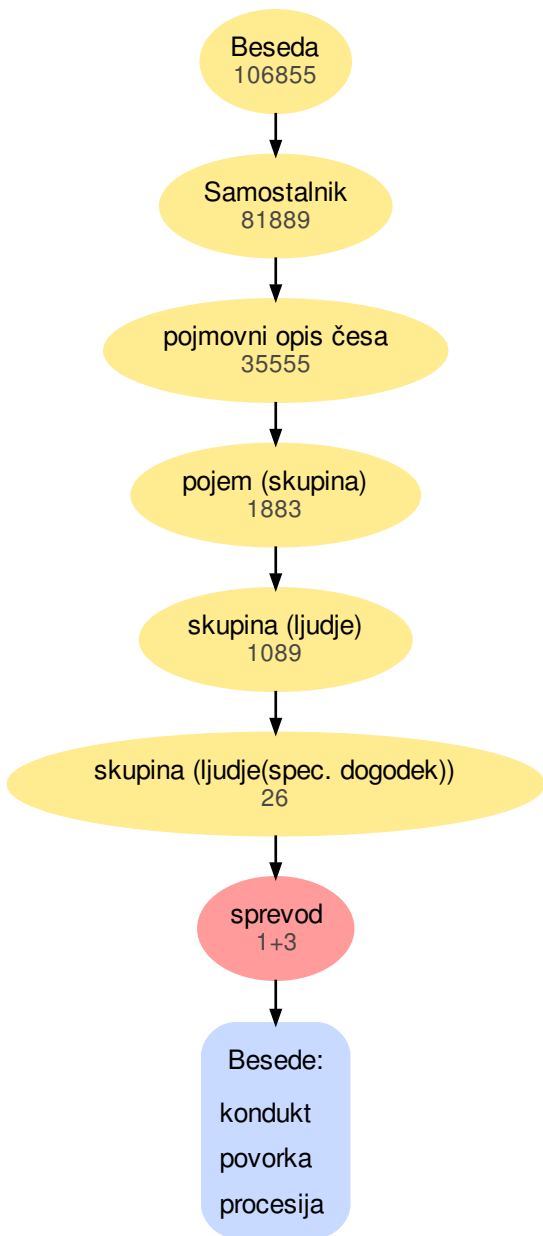 Beseda
106855
Samostalnik
81889
pojmovni opis česa
35555
pojem (skupina)
1883
skupina (ljudje)
1089
skupina (ljudje(spec. dogodek))
26
sprevod
1+3
Besede:
kondukt
povorka
procesija